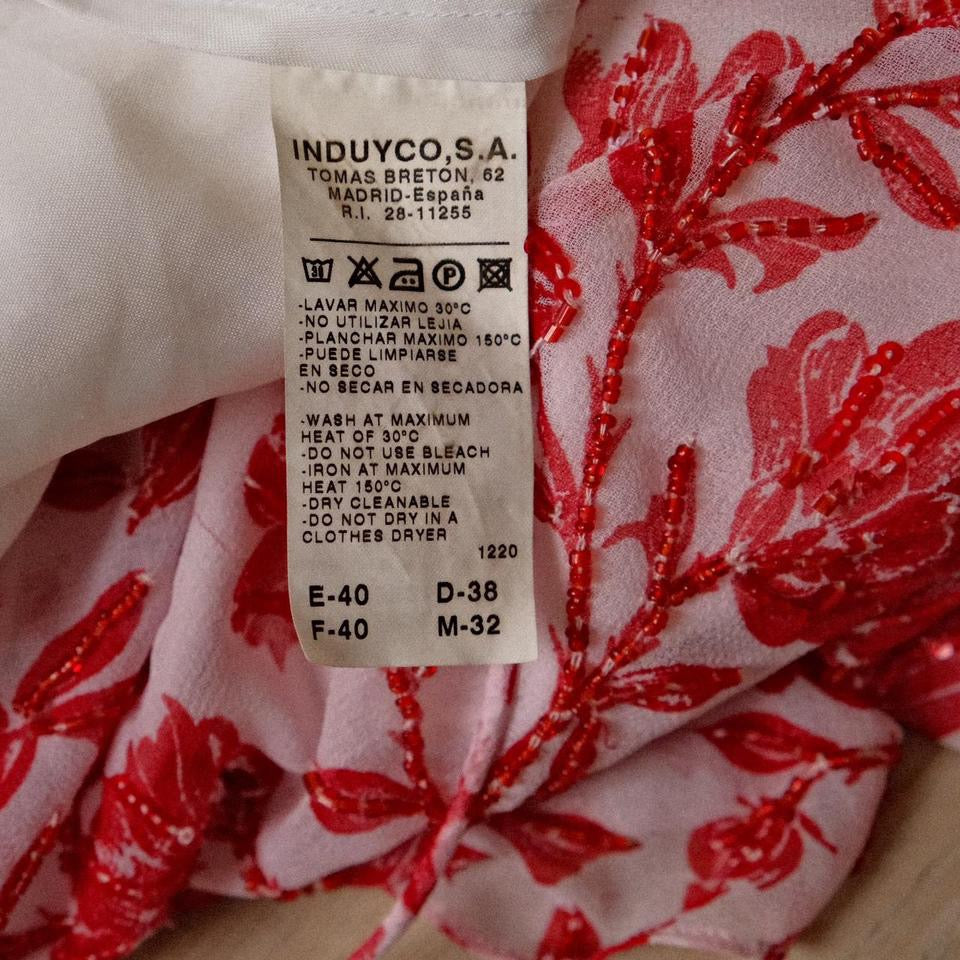 INDUYCO,S.A.
TOMAS BRETON, 62
MADRID-España
R.I. 28-11255
30 P
-LAVAR MAXIMO 30°C
-NO UTILIZAR LEJIA
-PLANCHAR MAXIMO 150°C
-PUEDE LIMPIARSE
EN SECO
-NO SECAR EN SECADORA
-WASH AT MAXIMUM
HEAT OF 30°C
-DO NOT USE BLEACH
-IRON AT MAXIMUM
HEAT 150°C
-DRY CLEANABLE
-DO NOT DRY IN A
CLOTHES DRYER
1220
E-40 D-38
F-40 M-32